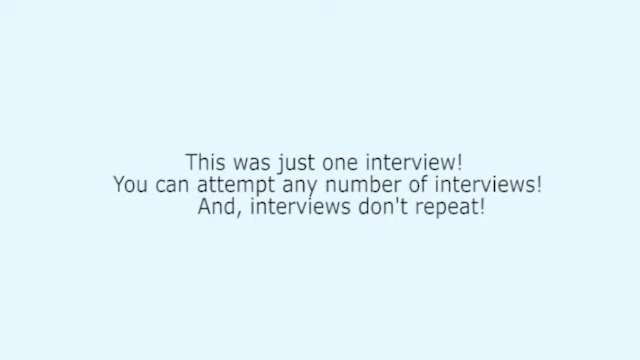 This was just one interview!
You can attempt any number of interviews!
And, interviews don't repeat!